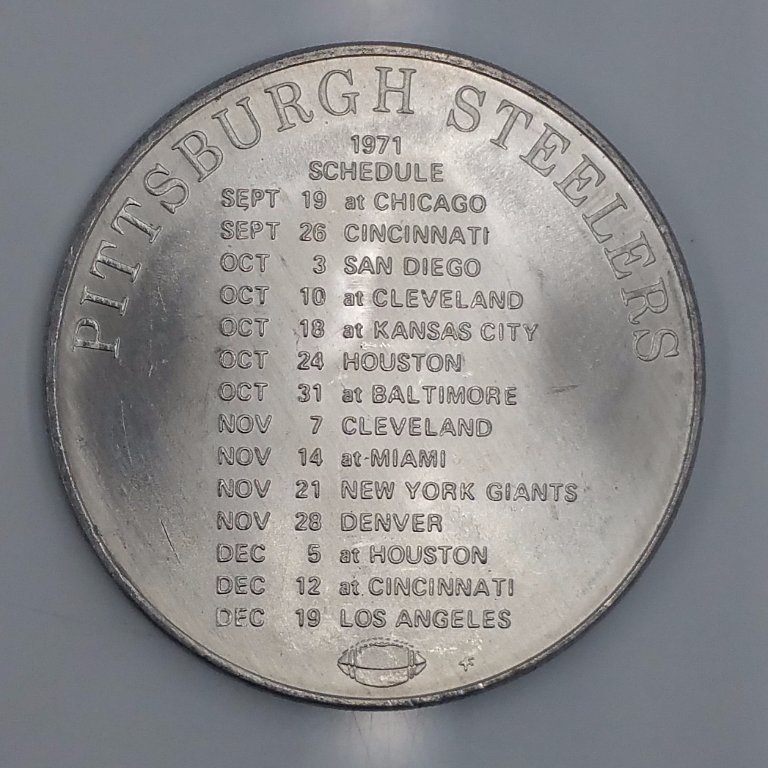 PITTSBURGH STEELERS
1971
SCHEDULE
SEPT 19 at CHICAGO
SEPT 26 CINCINNATI
OCT 3 SAN DIEGO
OCT 10 at CLEVELAND
OCT 18 at KANSAS CITY
OCT 24 HOUSTON
OCT 31 at BALTIMORE
NOV 7 CLEVELAND
NOV 14 at MIAMI
NOV 21 NEW YORK GIANTS
NOV 28 DENVER
DEC 5 at HOUSTON
DEC 12 at CINCINNATI
DEC 19 LOS ANGELES